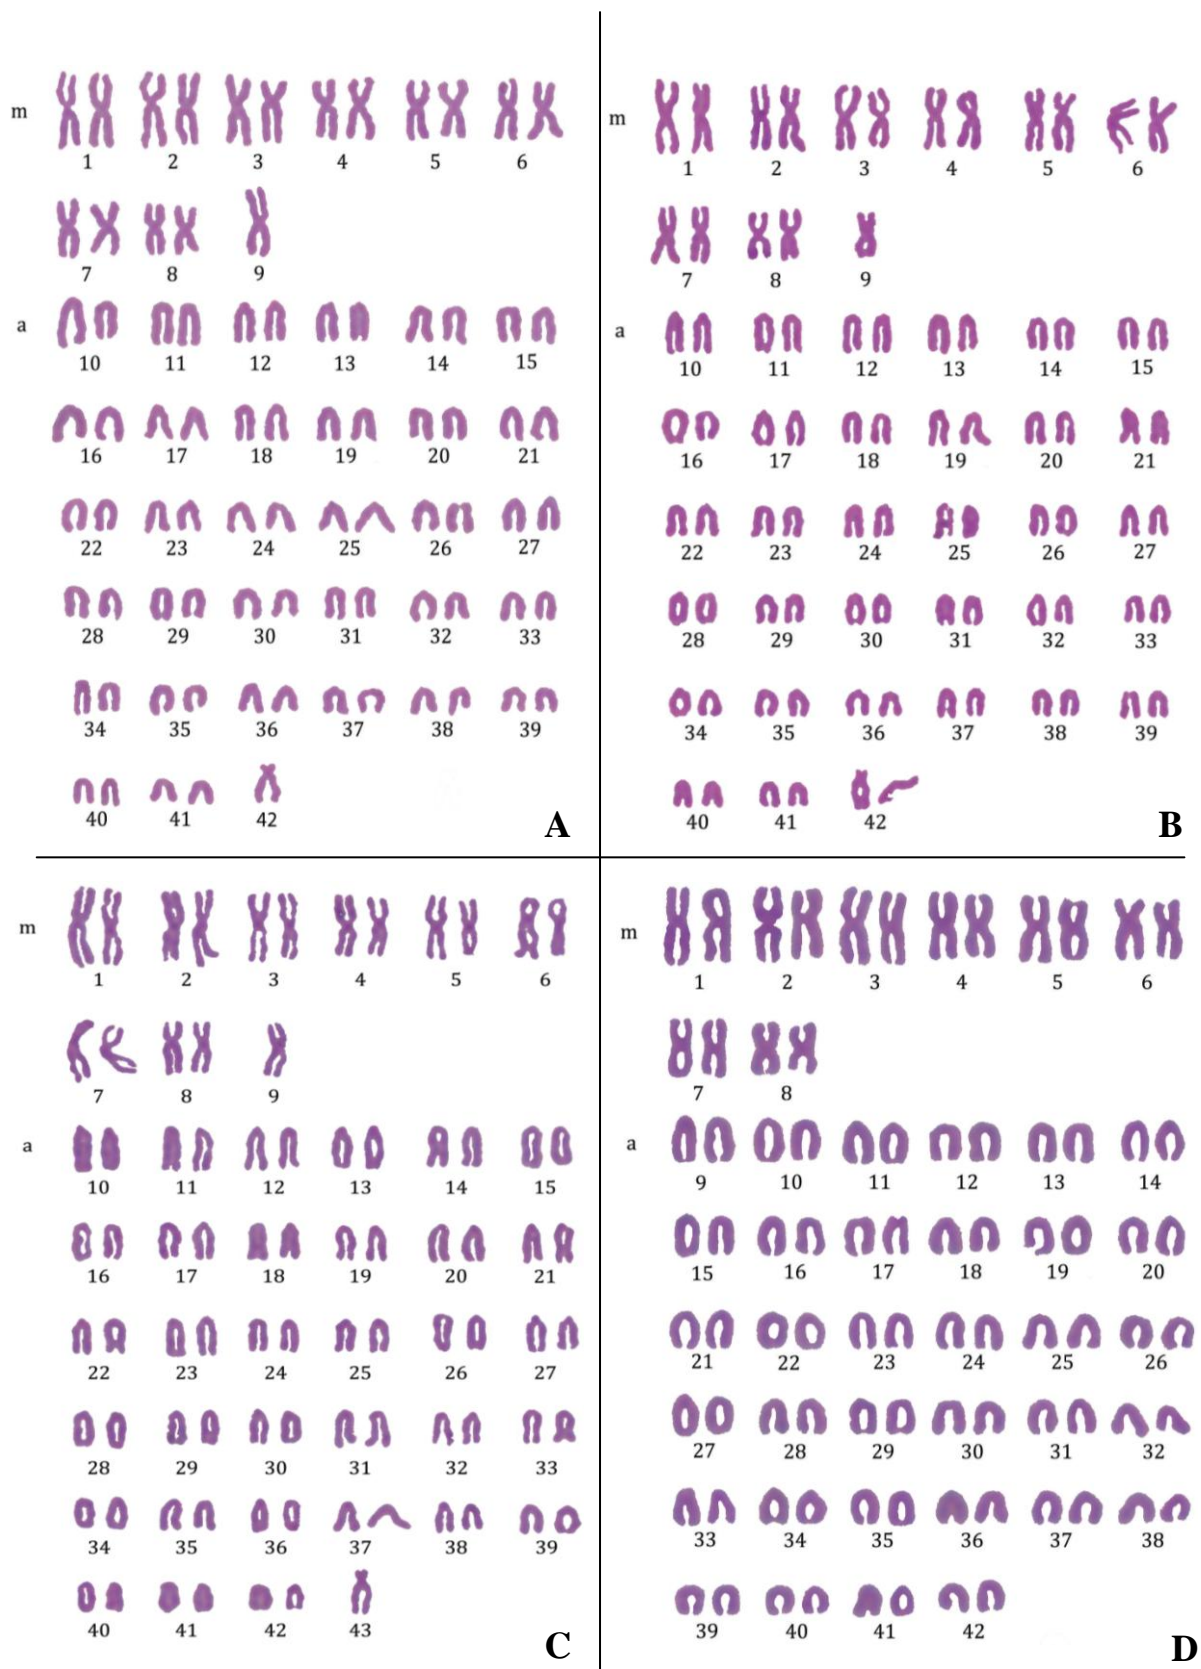 m
1 2 3 4 5 6
7 8 9
a
10 11 12 13 14 15
16 17 18 19 20 21
22 23 24 25 26 27
28 29 30 31 32 33
34 35 36 37 38 39
40 41 42
A
m
1 2 3 4 5 6
7 8 9
a
10 11 12 13 14 15
16 17 18 19 20 21
22 23 24 25 26 27
28 29 30 31 32 33
34 35 36 37 38 39
40 41 42
B
m
1 2 3 4 5 6
7 8 9
a
10 11 12 13 14 15
16 17 18 19 20 21
22 23 24 25 26 27
28 29 30 31 32 33
34 35 36 37 38 39
40 41 42 43
C
m
1 2 3 4 5 6
7 8
a
9 10 11 12 13 14
15 16 17 18 19 20
21 22 23 24 25 26
27 28 29 30 31 32
33 34 35 36 37 38
39 40 41 42
D